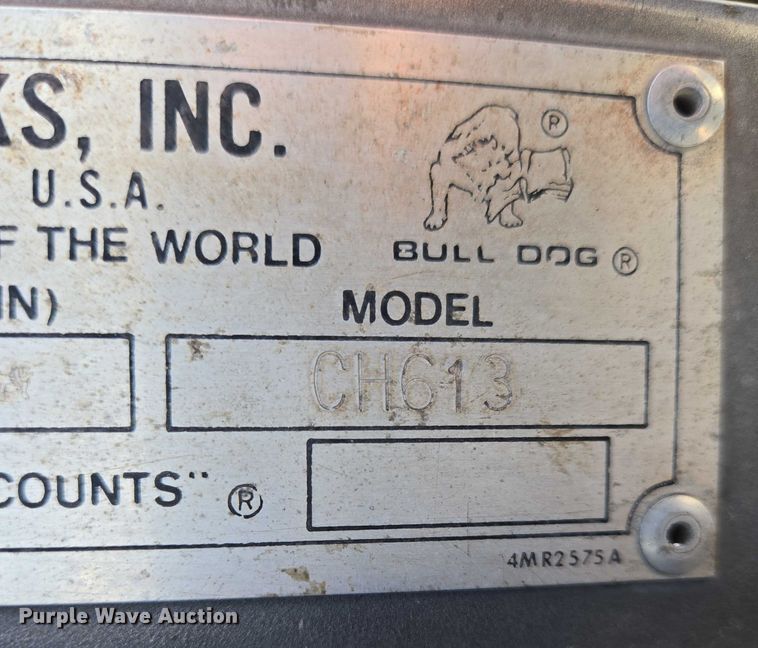 KS, INC.
®
U.S.A.
F THE WORLD
BULL DOG ®
IN)
MODEL
CH613
COUNTS" ®
4MR2575A
Purple Wave Auction